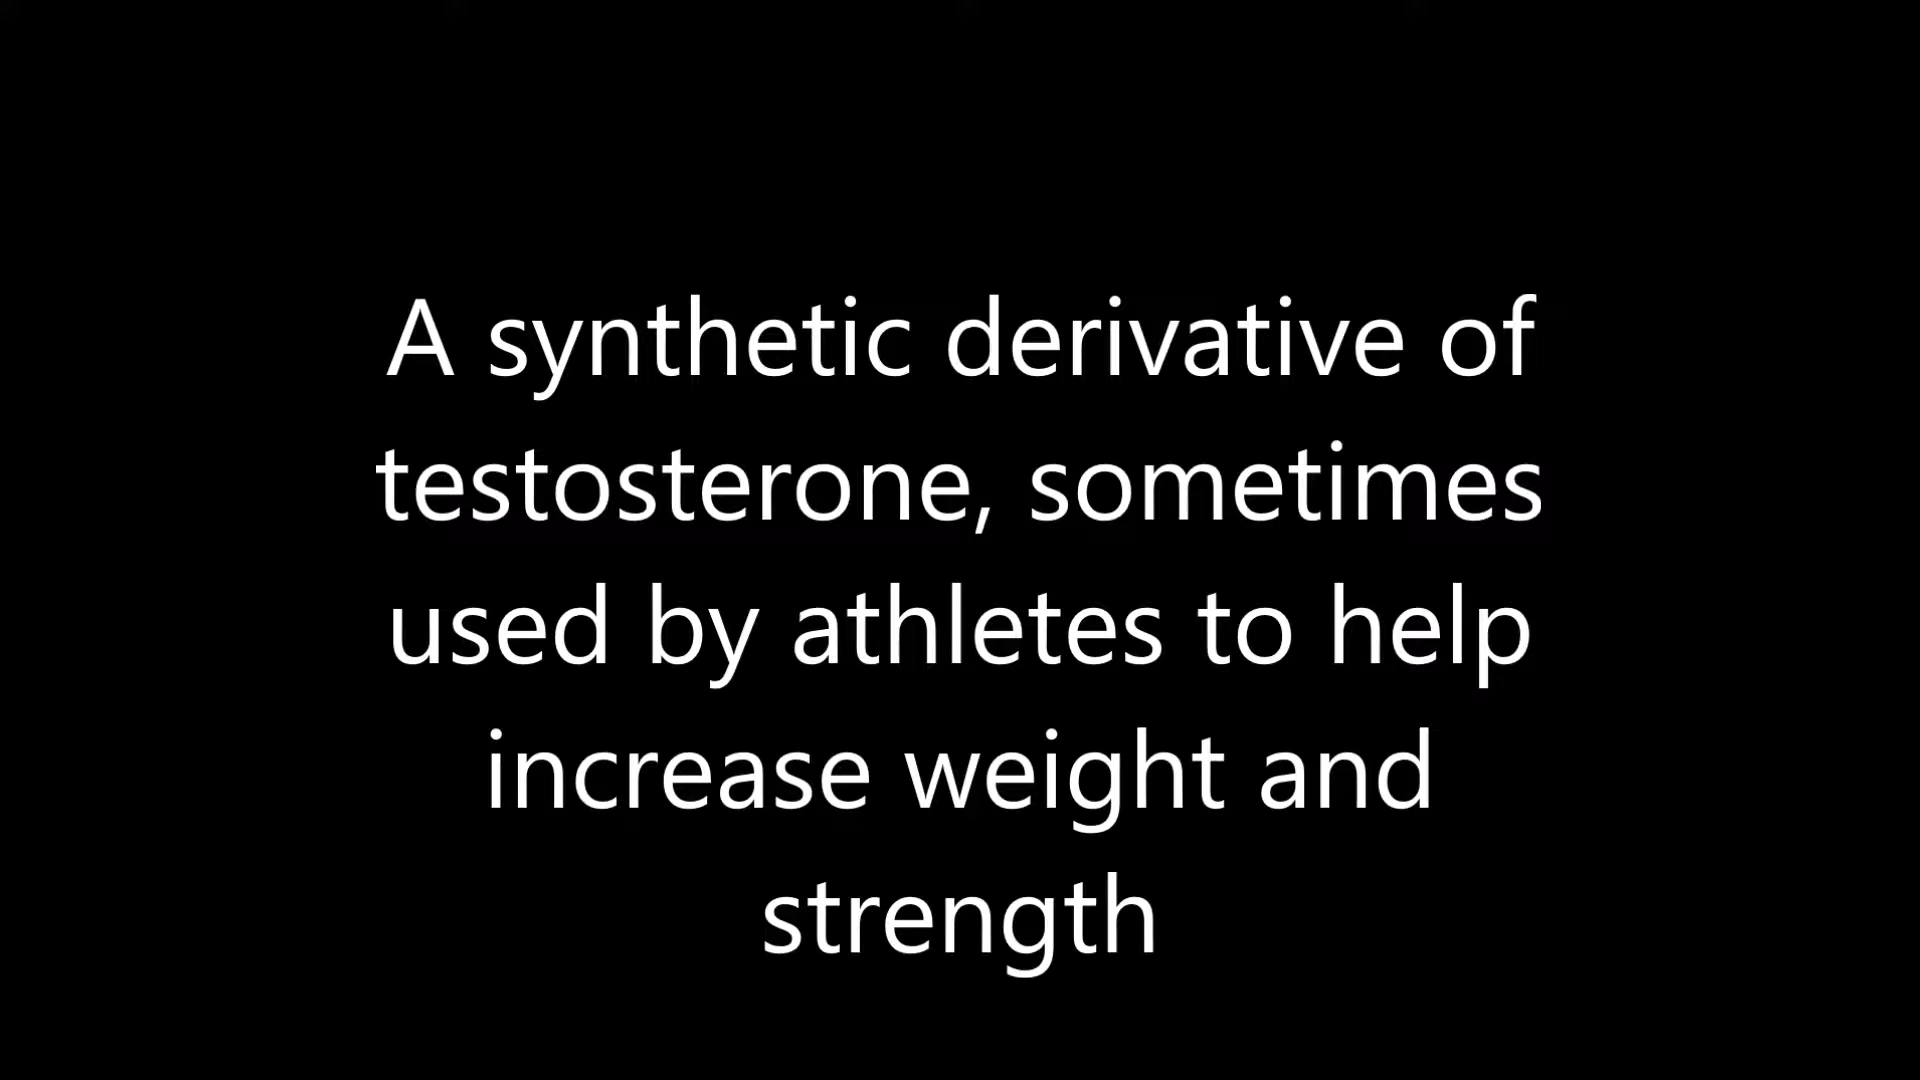 A synthetic derivative of
testosterone, sometimes
used by athletes to help
increase weight and
strength